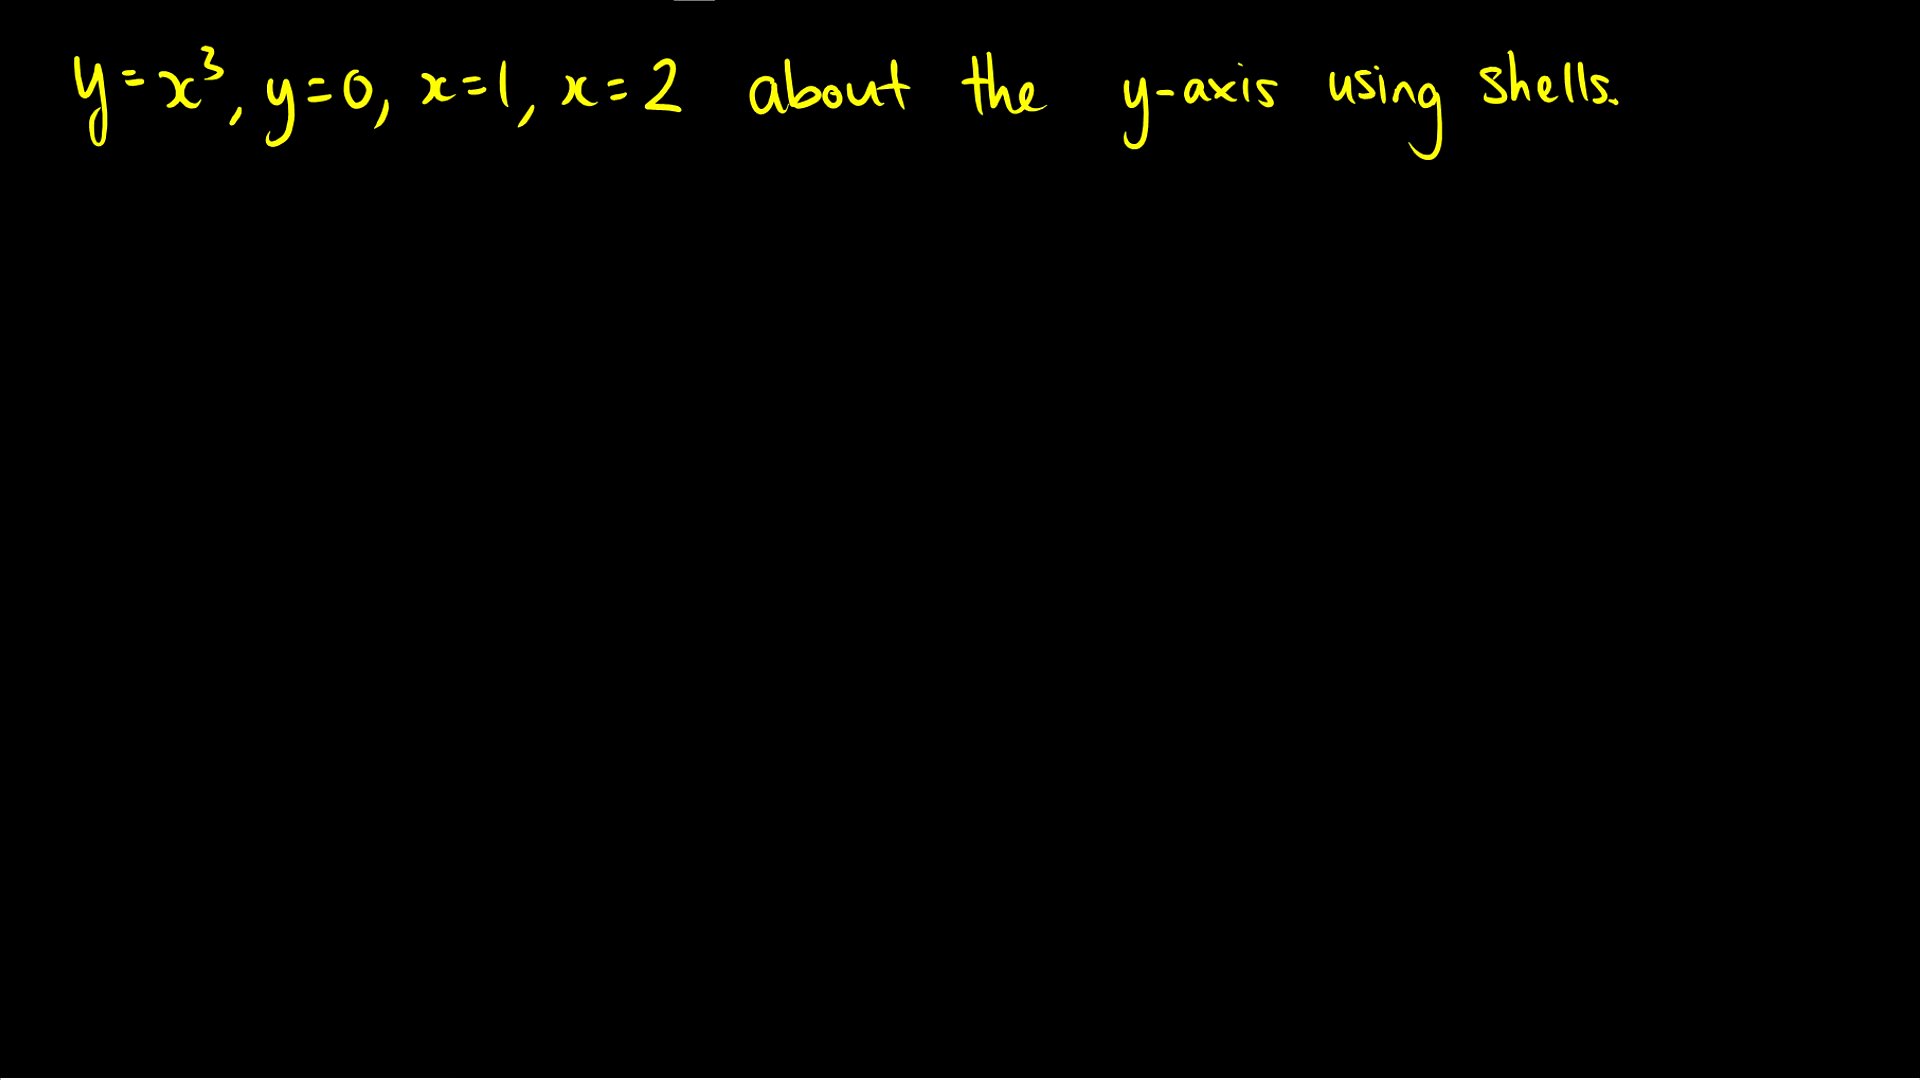 y=x³, y=0, x=1, x=2 about the y-axis using shells.